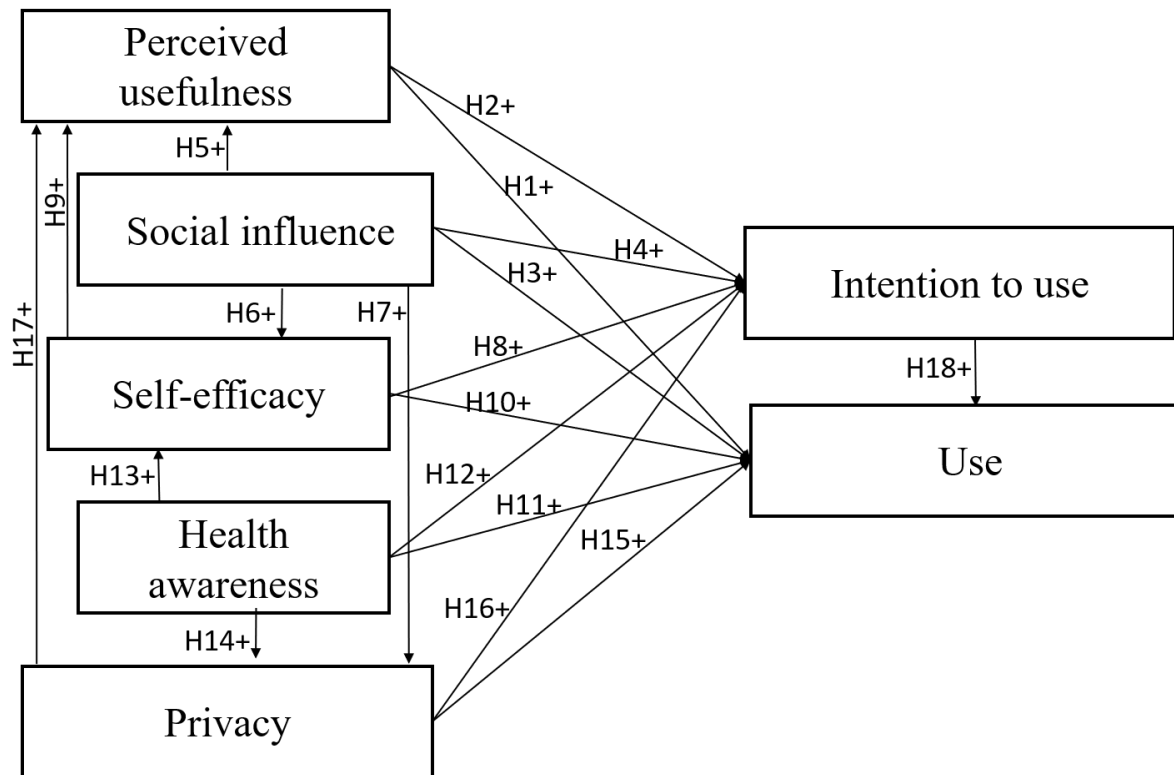 Perceived
usefulness
H2+
H5+
H9+
H1+
Social influence
H4+
H3+
Intention to use
H17+
H6+
H7+
H8+
H18+
Self-efficacy
H10+
Use
H13+
H12+
H11+
Health
awareness
H15+
H16+
H14+
Privacy